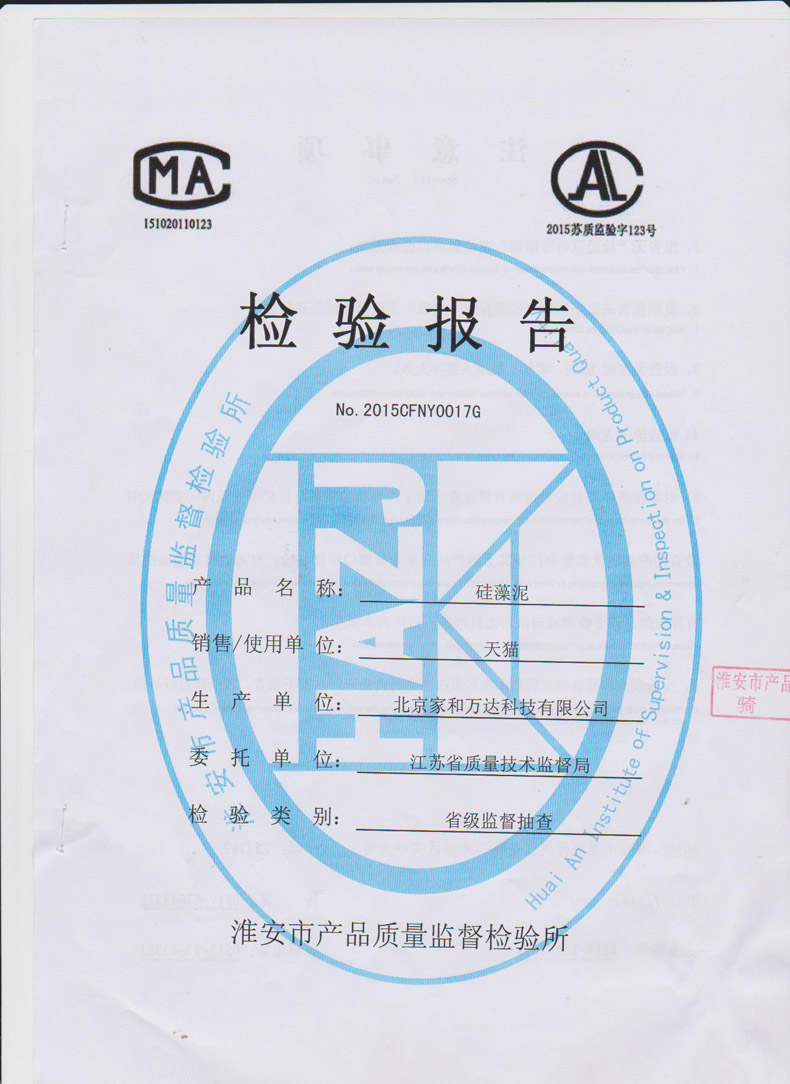 CMA
151020110123
CAL
2015苏质监验字123号
检验报告
No.2015CFNY0017G
淮安市产品质量监督检验所
Huai An Institute of Supervision & Inspection on Product Quality
HAZJ
产品名称： 硅藻泥
销售/使用单位： 天猫
生产单位： 北京家和万达科技有限公司
委托单位： 江苏省质量技术监督局
检验类别： 省级监督抽查
淮安市产品质量监督检验所
淮安市产品
骑